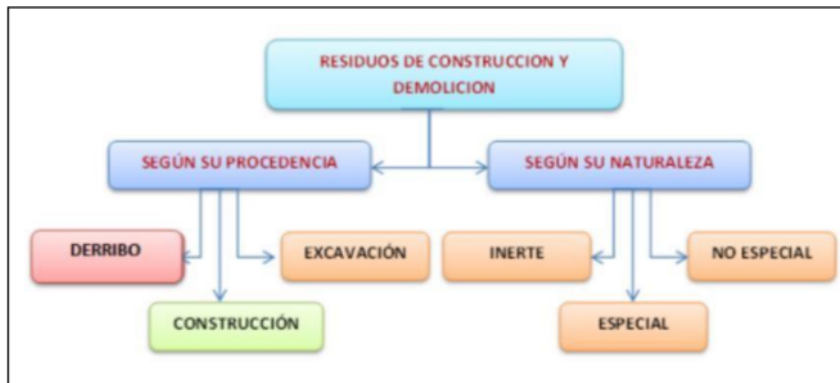 RESIDUOS DE CONSTRUCCION Y
DEMOLICION
SEGÚN SU PROCEDENCIA
SEGÚN SU NATURALEZA
DERRIBO
EXCAVACIÓN
INERTE
NO ESPECIAL
CONSTRUCCIÓN
ESPECIAL